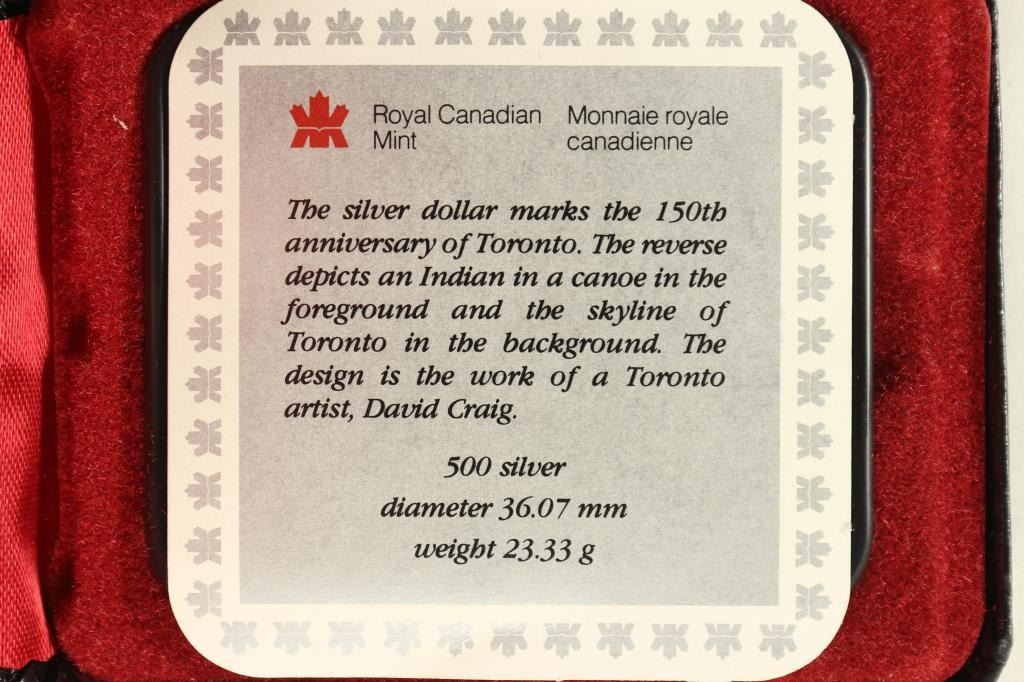 Royal Canadian Mint
Monnaie royale canadienne
The silver dollar marks the 150th
anniversary of Toronto. The reverse
depicts an Indian in a canoe in the
foreground and the skyline of
Toronto in the background. The
design is the work of a Toronto
artist, David Craig.
500 silver
diameter 36.07 mm
weight 23.33 g